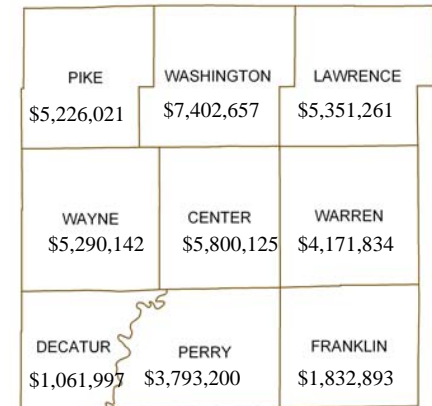 PIKE WASHINGTON LAWRENCE
$5,226,021 $7,402,657 $5,351,261
WAYNE CENTER WARREN
$5,290,142 $5,800,125 $4,171,834
DECATUR PERRY FRANKLIN
$1,061,997 $3,793,200 $1,832,893